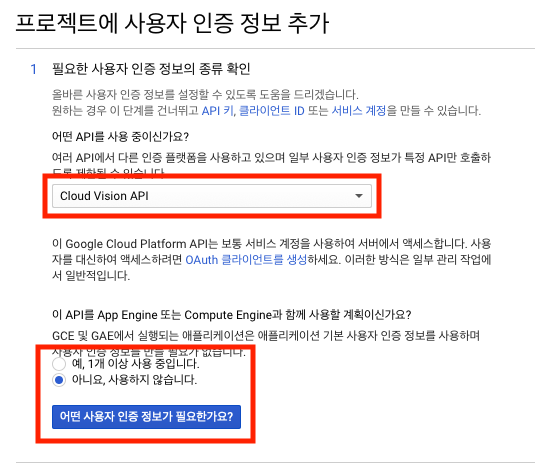 프로젝트에 사용자 인증 정보 추가
1 필요한 사용자 인증 정보의 종류 확인
올바른 사용자 인증 정보를 설정할 수 있도록 도움을 드리겠습니다.
원하는 경우 이 단계를 건너뛰고 API 키, 클라이언트 ID 또는 서비스 계정을 만들 수 있습니다.
어떤 API를 사용 중이신가요?
여러 API에서 다른 인증 플랫폼을 사용하고 있으며 일부 사용자 인증 정보가 특정 API만 호출하
도록 제한될 수 있습니다.
Cloud Vision API
이 Google Cloud Platform API는 보통 서비스 계정을 사용하여 서버에서 액세스합니다. 사용
자를 대신하여 액세스하려면 OAuth 클라이언트를 생성하세요. 이러한 방식은 일부 관리 작업에
서 일반적입니다.
이 API를 App Engine 또는 Compute Engine과 함께 사용할 계획이신가요?
GCE 및 GAE에서 실행되는 애플리케이션은 애플리케이션 기본 사용자 인증 정보를 사용하며
사용자 인증 정보를 만들 필요가 없습니다.
예, 1개 이상 사용 중입니다.
아니요, 사용하지 않습니다.
어떤 사용자 인증 정보가 필요한가요?